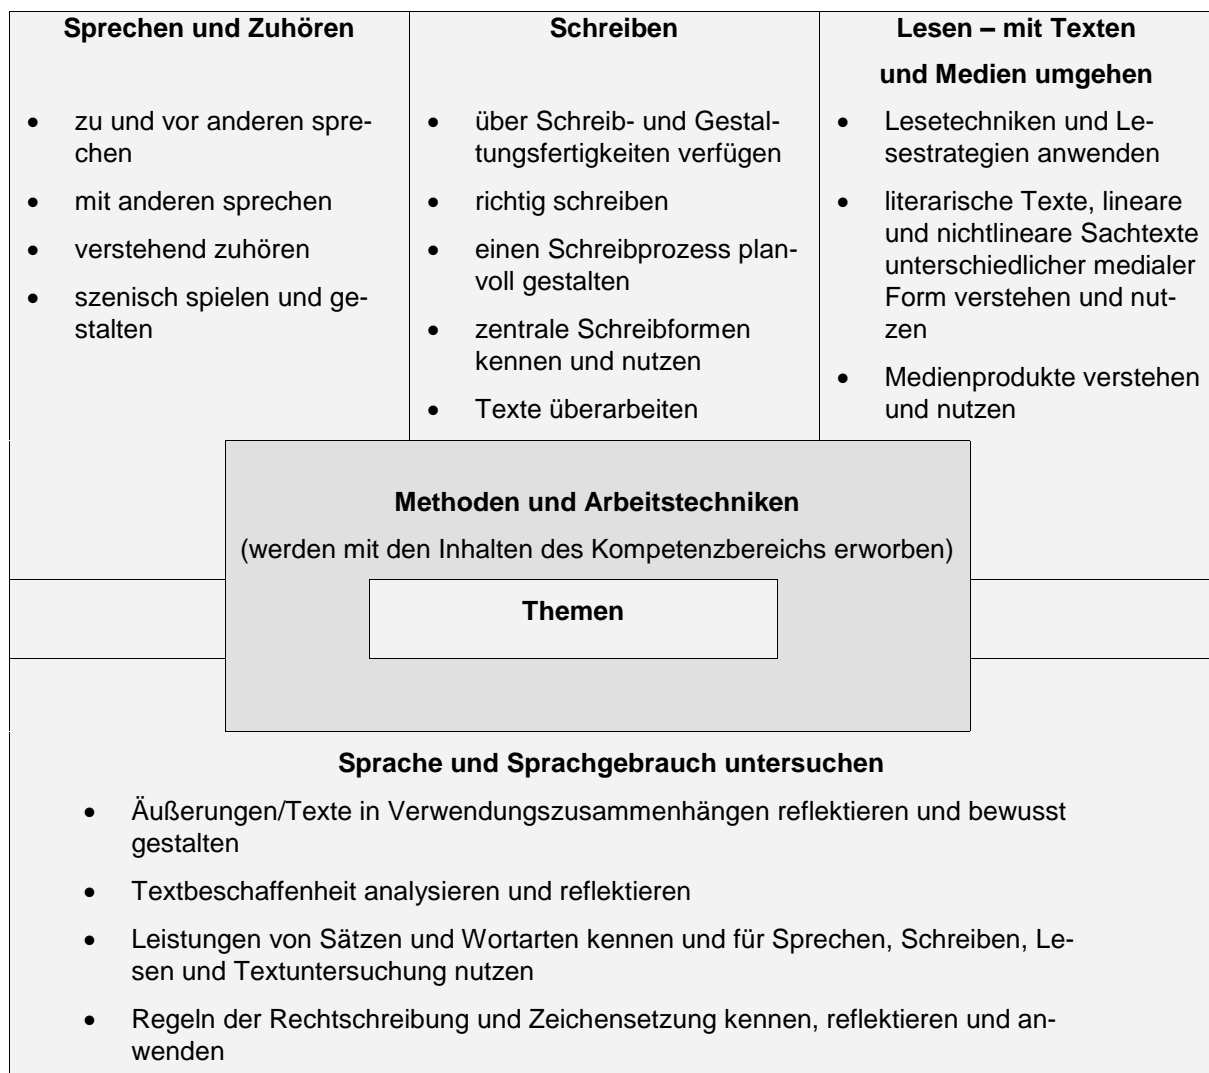 Sprechen und Zuhören
• zu und vor anderen spre-
chen
• mit anderen sprechen
• verstehend zuhören
• szenisch spielen und ge-
stalten
Schreiben
• über Schreib- und Gestal-
tungsfertigkeiten verfügen
• richtig schreiben
• einen Schreibprozess plan-
voll gestalten
• zentrale Schreibformen
kennen und nutzen
• Texte überarbeiten
Lesen – mit Texten
und Medien umgehen
• Lesetechniken und Le-
sestrategien anwenden
• literarische Texte, lineare
und nichtlineare Sachtexte
unterschiedlicher medialer
Form verstehen und nut-
zen
• Medienprodukte verstehen
und nutzen
Methoden und Arbeitstechniken
(werden mit den Inhalten des Kompetenzbereichs erworben)
Themen
Sprache und Sprachgebrauch untersuchen
• Äußerungen/Texte in Verwendungszusammenhängen reflektieren und bewusst
gestalten
• Textbeschaffenheit analysieren und reflektieren
• Leistungen von Sätzen und Wortarten kennen und für Sprechen, Schreiben, Le-
sen und Textuntersuchung nutzen
• Regeln der Rechtschreibung und Zeichensetzung kennen, reflektieren und an-
wenden